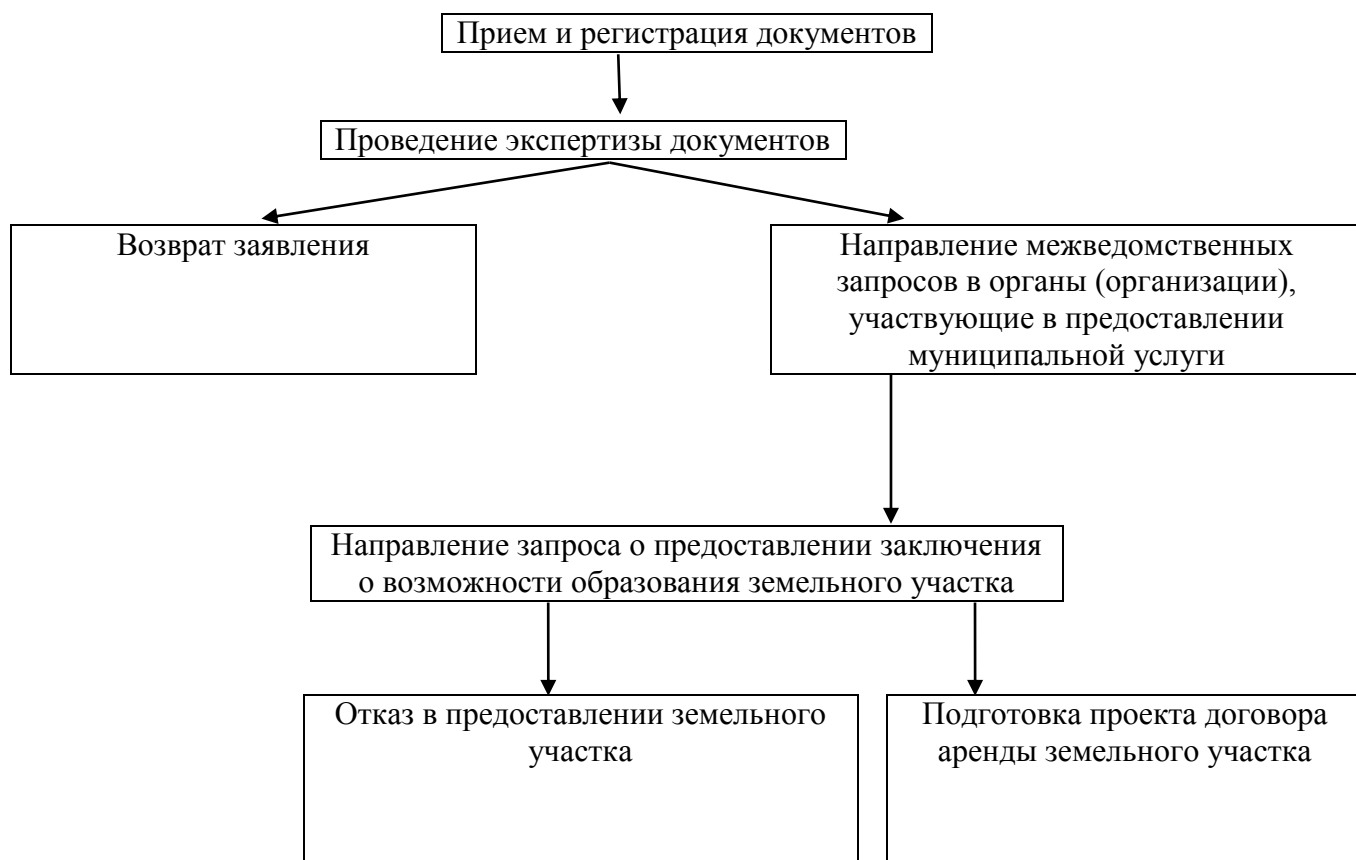 Прием и регистрация документов
Проведение экспертизы документов
Возврат заявления
Направление межведомственных
запросов в органы (организации),
участвующие в предоставлении
муниципальной услуги
Направление запроса о предоставлении заключения
о возможности образования земельного участка
Отказ в предоставлении земельного
участка
Подготовка проекта договора
аренды земельного участка